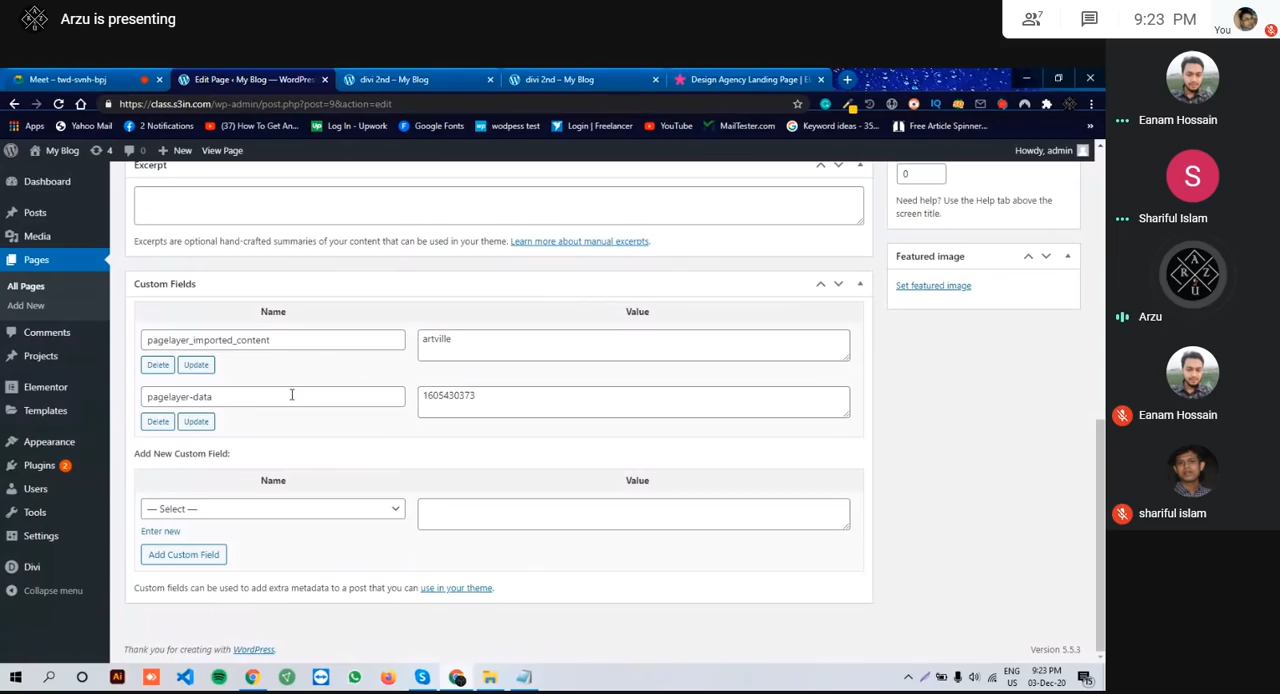 Arzu is presenting
7
9:23 PM
You
Meet – twd-svnh-bpj
Edit Page ‹ My Blog — WordPres
divi 2nd – My Blog
divi 2nd – My Blog
Design Agency Landing Page | El
https://class.s3in.com/wp-admin/post.php?post=9&action=edit
Apps
Yahoo Mail
2 Notifications
(37) How To Get An...
Log In - Upwork
Google Fonts
wodpess test
Login | Freelancer
YouTube
MailTester.com
Keyword ideas - 35...
Free Article Spinner...
»
My Blog
4
0
New
View Page
Howdy, admin
Dashboard
Posts
Media
Pages
All Pages
Add New
Comments
Projects
Elementor
Templates
Appearance
Plugins 2
Users
Tools
Settings
Divi
Collapse menu
Excerpt
Excerpts are optional hand-crafted summaries of your content that can be used in your theme. Learn more about manual excerpts.
Custom Fields
Name Value
pagelayer_imported_content
artville
Delete Update
pagelayer-data
1605430373
Delete Update
Add New Custom Field:
Name Value
— Select —
Enter new
Add Custom Field
Custom fields can be used to add extra metadata to a post that you can use in your theme.
Thank you for creating with WordPress.
Version 5.5.3
0
Need help? Use the Help tab above the
screen title.
Featured image
Set featured image
Eanam Hossain
S
Shariful Islam
A
R Z
U
Arzu
Eanam Hossain
shariful islam
Ai
ENG
US
9:23 PM
03-Dec-20
15